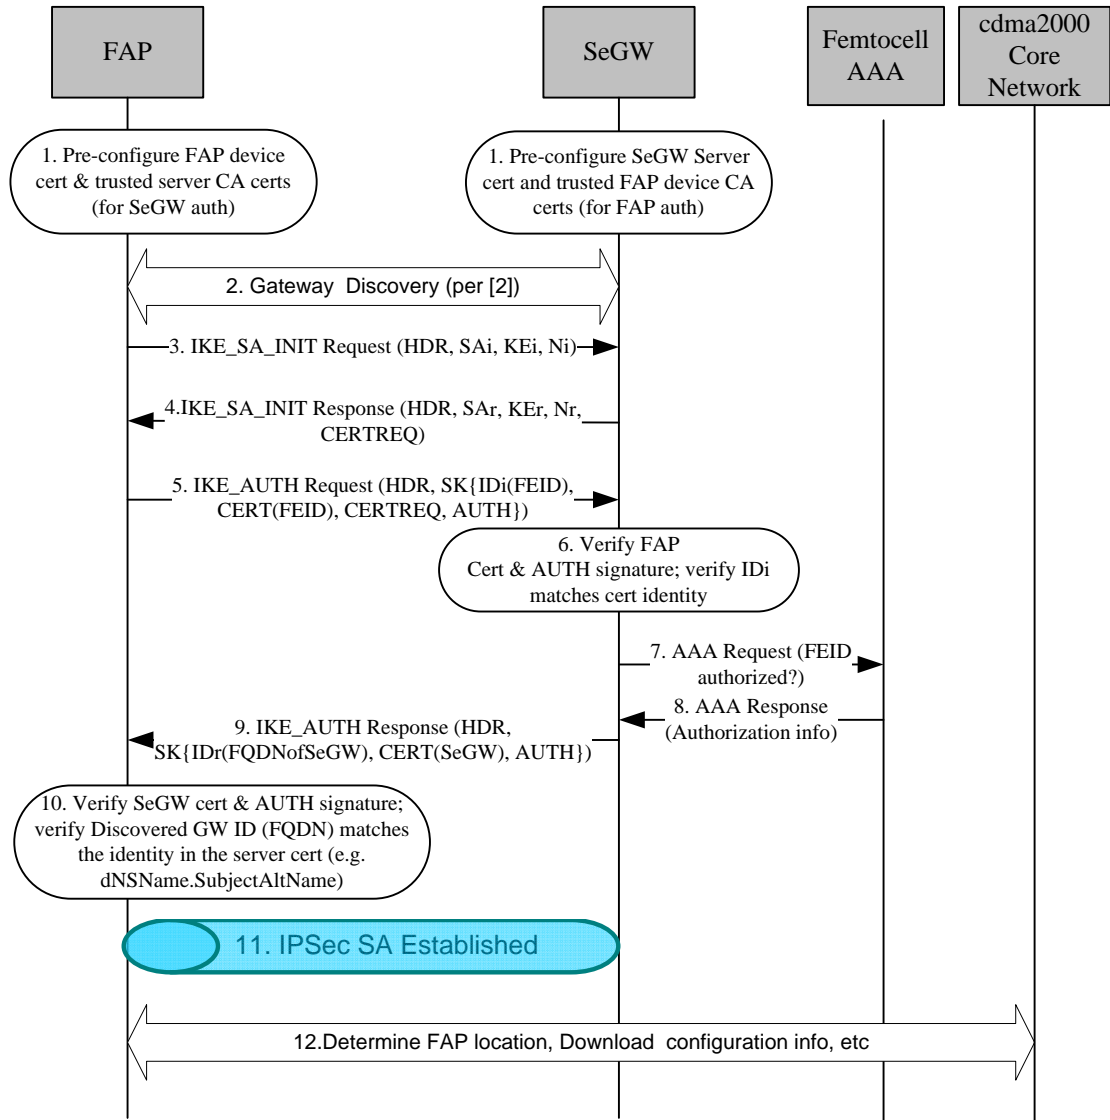 FAP
SeGW
Femtocell
AAA
cdma2000
Core
Network
1. Pre-configure FAP device
cert & trusted server CA certs
(for SeGW auth)
1. Pre-configure SeGW Server
cert and trusted FAP device CA
certs (for FAP auth)
2. Gateway Discovery (per [2])
3. IKE_SA_INIT Request (HDR, SAi, KEi, Ni)
4.IKE_SA_INIT Response (HDR, SAr, KEr, Nr,
CERTREQ)
5. IKE_AUTH Request (HDR, SK{IDi(FEID),
CERT(FEID), CERTREQ, AUTH})
6. Verify FAP
Cert & AUTH signature; verify IDi
matches cert identity
7. AAA Request (FEID
authorized?)
8. AAA Response
(Authorization info)
9. IKE_AUTH Response (HDR,
SK{IDr(FQDNofSeGW), CERT(SeGW), AUTH})
10. Verify SeGW cert & AUTH signature;
verify Discovered GW ID (FQDN) matches
the identity in the server cert (e.g.
dNSName.SubjectAltName)
11. IPSec SA Established
12.Determine FAP location, Download configuration info, etc